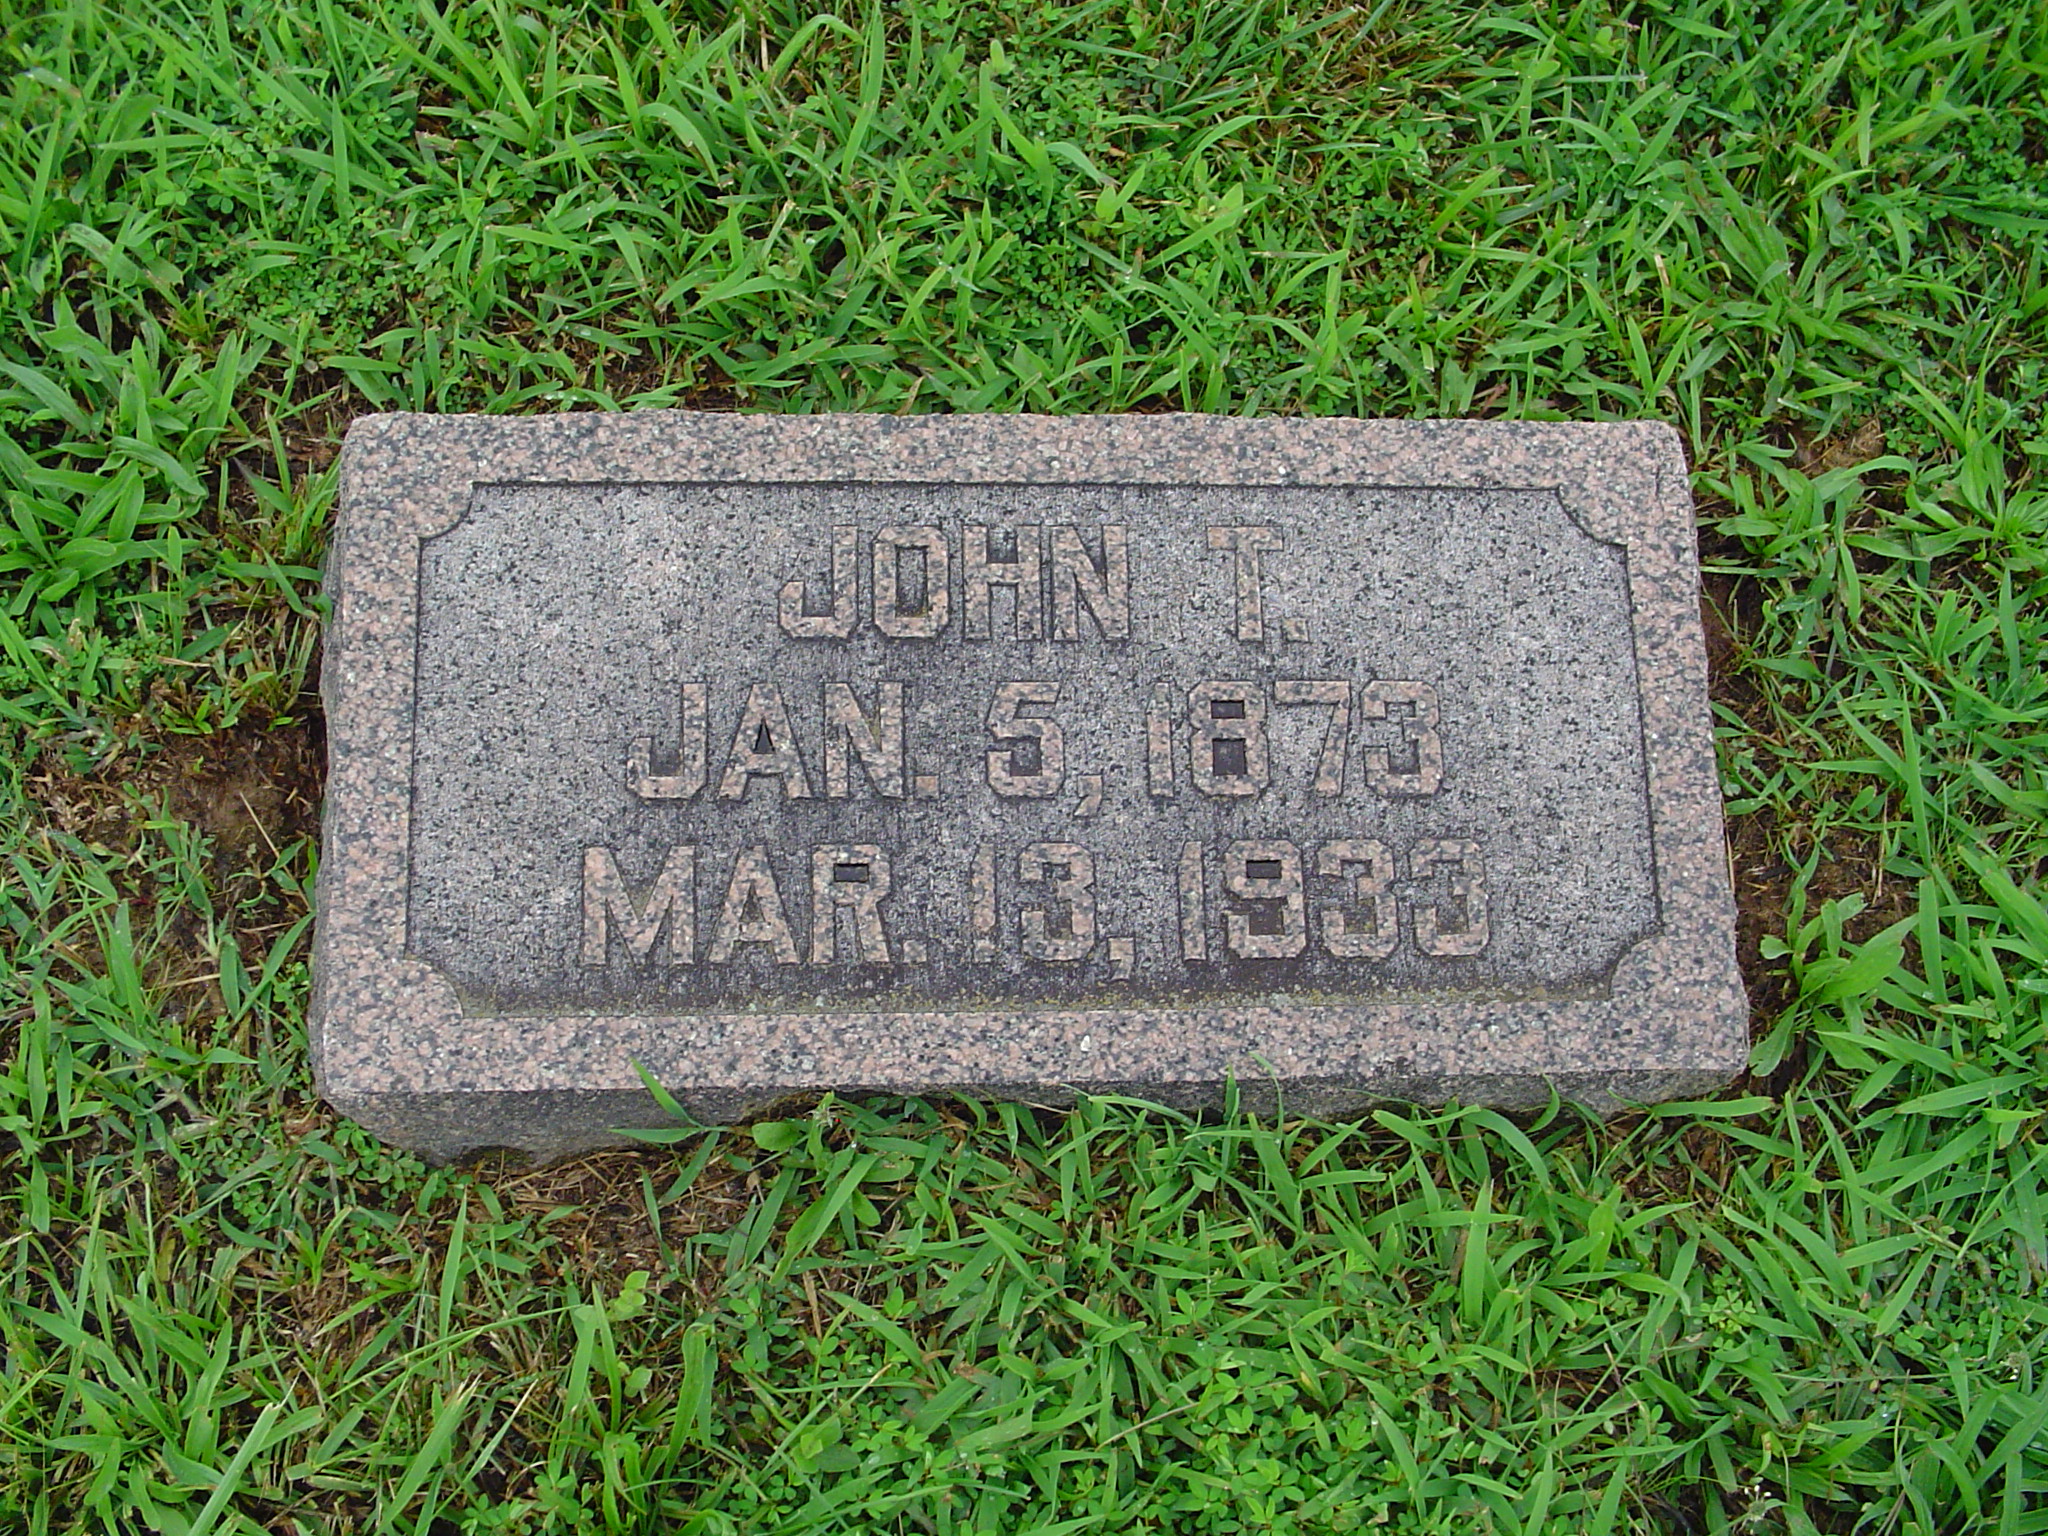 JOHN T.
JAN. 5, 1873
MAR. 13, 1933